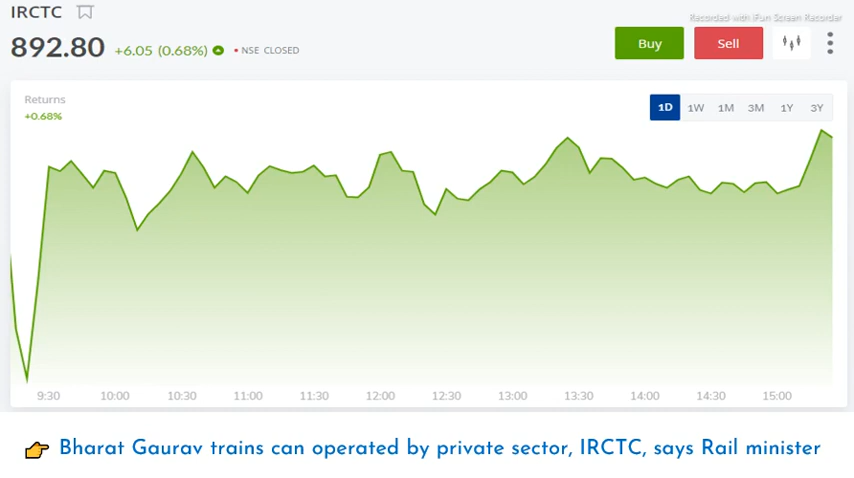 IRCTC
Recorded with iFun Screen Recorder
892.80 +6.05 (0.68%) • NSE CLOSED
Buy Sell
Returns
+0.68%
1D 1W 1M 3M 1Y 3Y
9:30 10:00 10:30 11:00 11:30 12:00 12:30 13:00 13:30 14:00 14:30 15:00
Bharat Gaurav trains can operated by private sector, IRCTC, says Rail minister